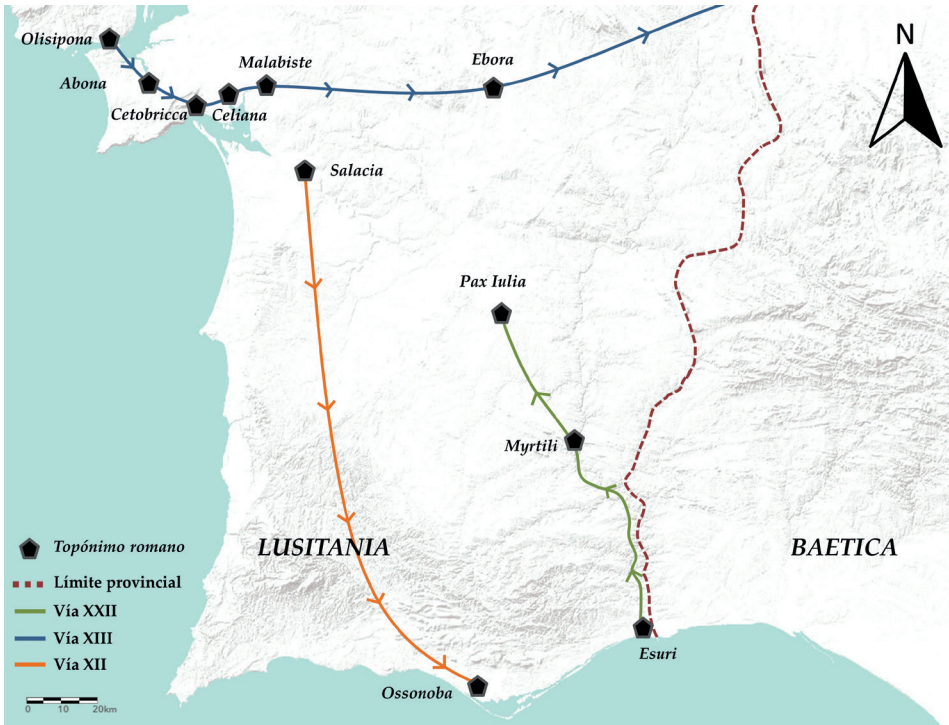 Olisipona
N
Malabiste
Ebora
Abona
Cetobricca
Celiana
Salacia
Pax Iulia
Myrtili
LUSITANIA
BAETICA
Topónimo romano
Límite provincial
Vía XXII
Vía XIII
Vía XII
Esuri
Ossonoba
0 10 20km